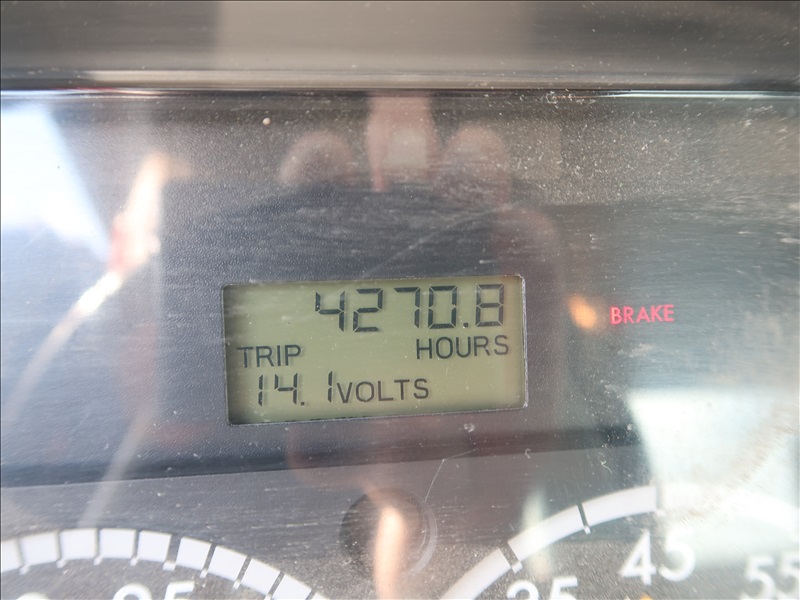 4270.8
TRIP HOURS
14.1VOLTS
BRAKE
45
55